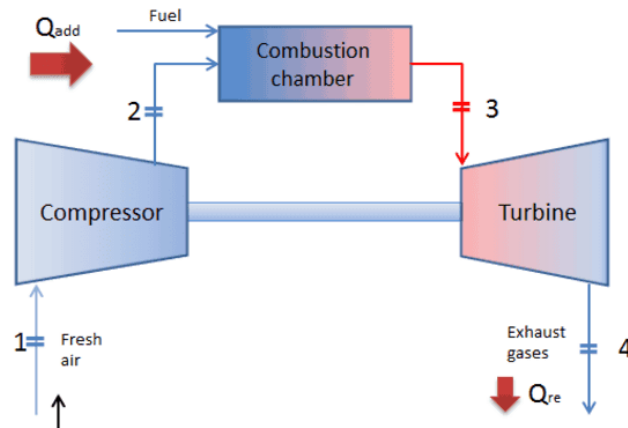 Qadd
Fuel
Combustion
chamber
2
3
Compressor
Turbine
1
Fresh
air
Exhaust
gases
4
Qre